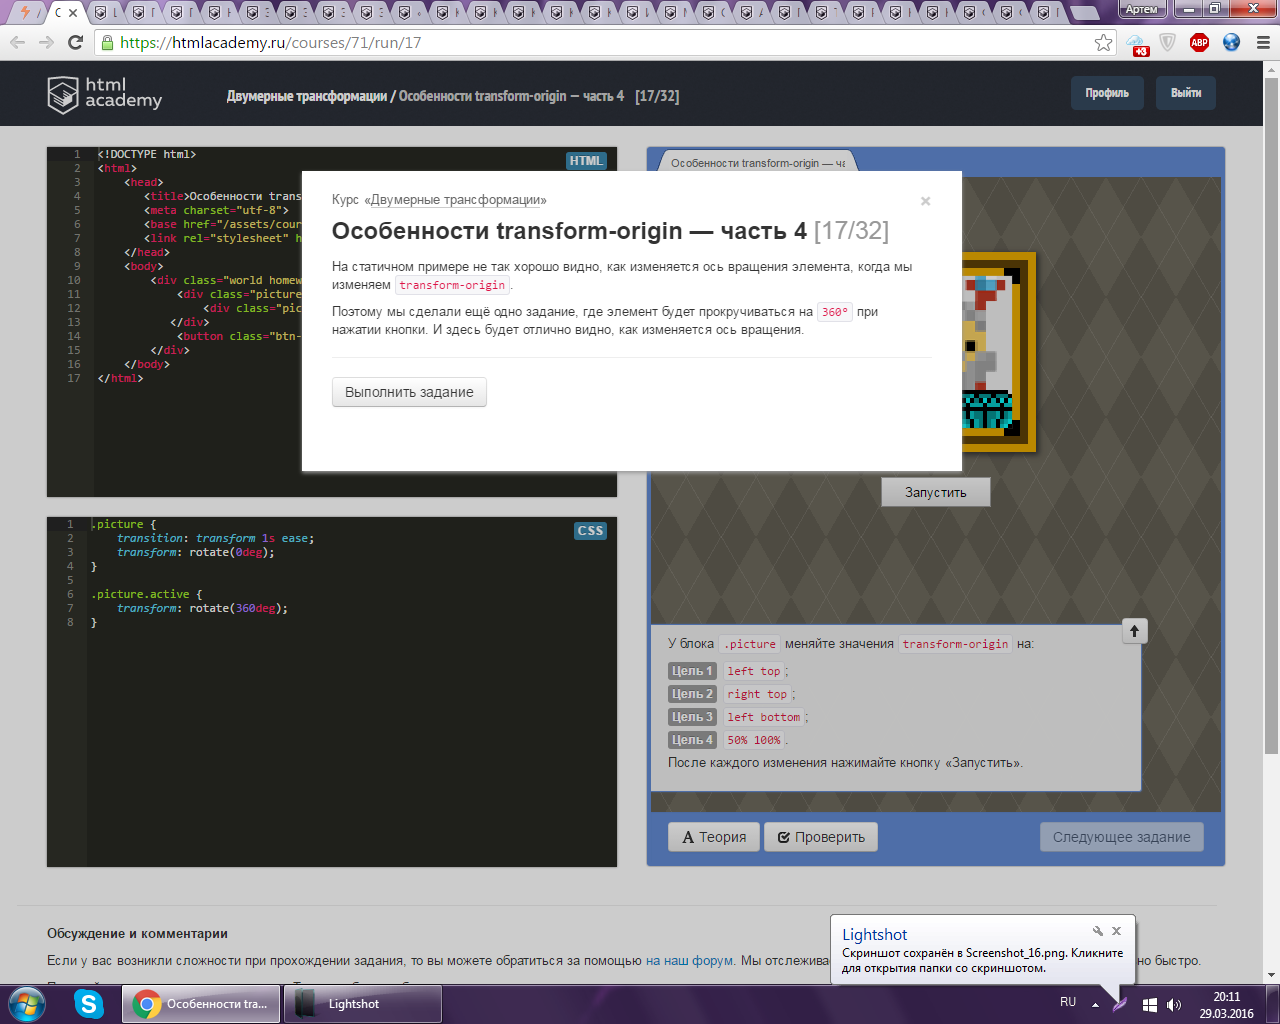 Артем
https://htmlacademy.ru/courses/71/run/17
+3
ABP
html academy
Двумерные трансформации / Особенности transform-origin — часть 4 [17/32]
Профиль
Выйти
HTML
1 <!DOCTYPE html>
2 <html>
3 <head>
4 <title>Особенности trans
5 <meta charset="utf-8">
6 <base href="/assets/cour
7 <link rel="stylesheet" h
8 </head>
9 <body>
10 <div class="world homew
11 <div class="picture
12 <div class="pic
13 </div>
14 <button class="btn-
15 </div>
16 </body>
17 </html>
Особенности transform-origin — ча
Курс «Двумерные трансформации»
×
Особенности transform-origin — часть 4 [17/32]
На статичном примере не так хорошо видно, как изменяется ось вращения элемента, когда мы
изменяем transform-origin.
Поэтому мы сделали ещё одно задание, где элемент будет прокручиваться на 360° при
нажатии кнопки. И здесь будет отлично видно, как изменяется ось вращения.
Выполнить задание
Запустить
CSS
1 .picture {
2 transition: transform 1s ease;
3 transform: rotate(0deg);
4 }
5
6 .picture.active {
7 transform: rotate(360deg);
8 }
У блока .picture меняйте значения transform-origin на:
Цель 1 left top;
Цель 2 right top;
Цель 3 left bottom;
Цель 4 50% 100%.
После каждого изменения нажимайте кнопку «Запустить».
Теория
Проверить
Следующее задание
Обсуждение и комментарии
Если у вас возникли сложности при прохождении задания, то вы можете обратиться за помощью на наш форум. Мы отслежива
но быстро.
Lightshot
Скриншот сохранён в Screenshot_16.png. Кликните
для открытия папки со скриншотом.
Особенности tra...
Lightshot
RU
20:11
29.03.2016